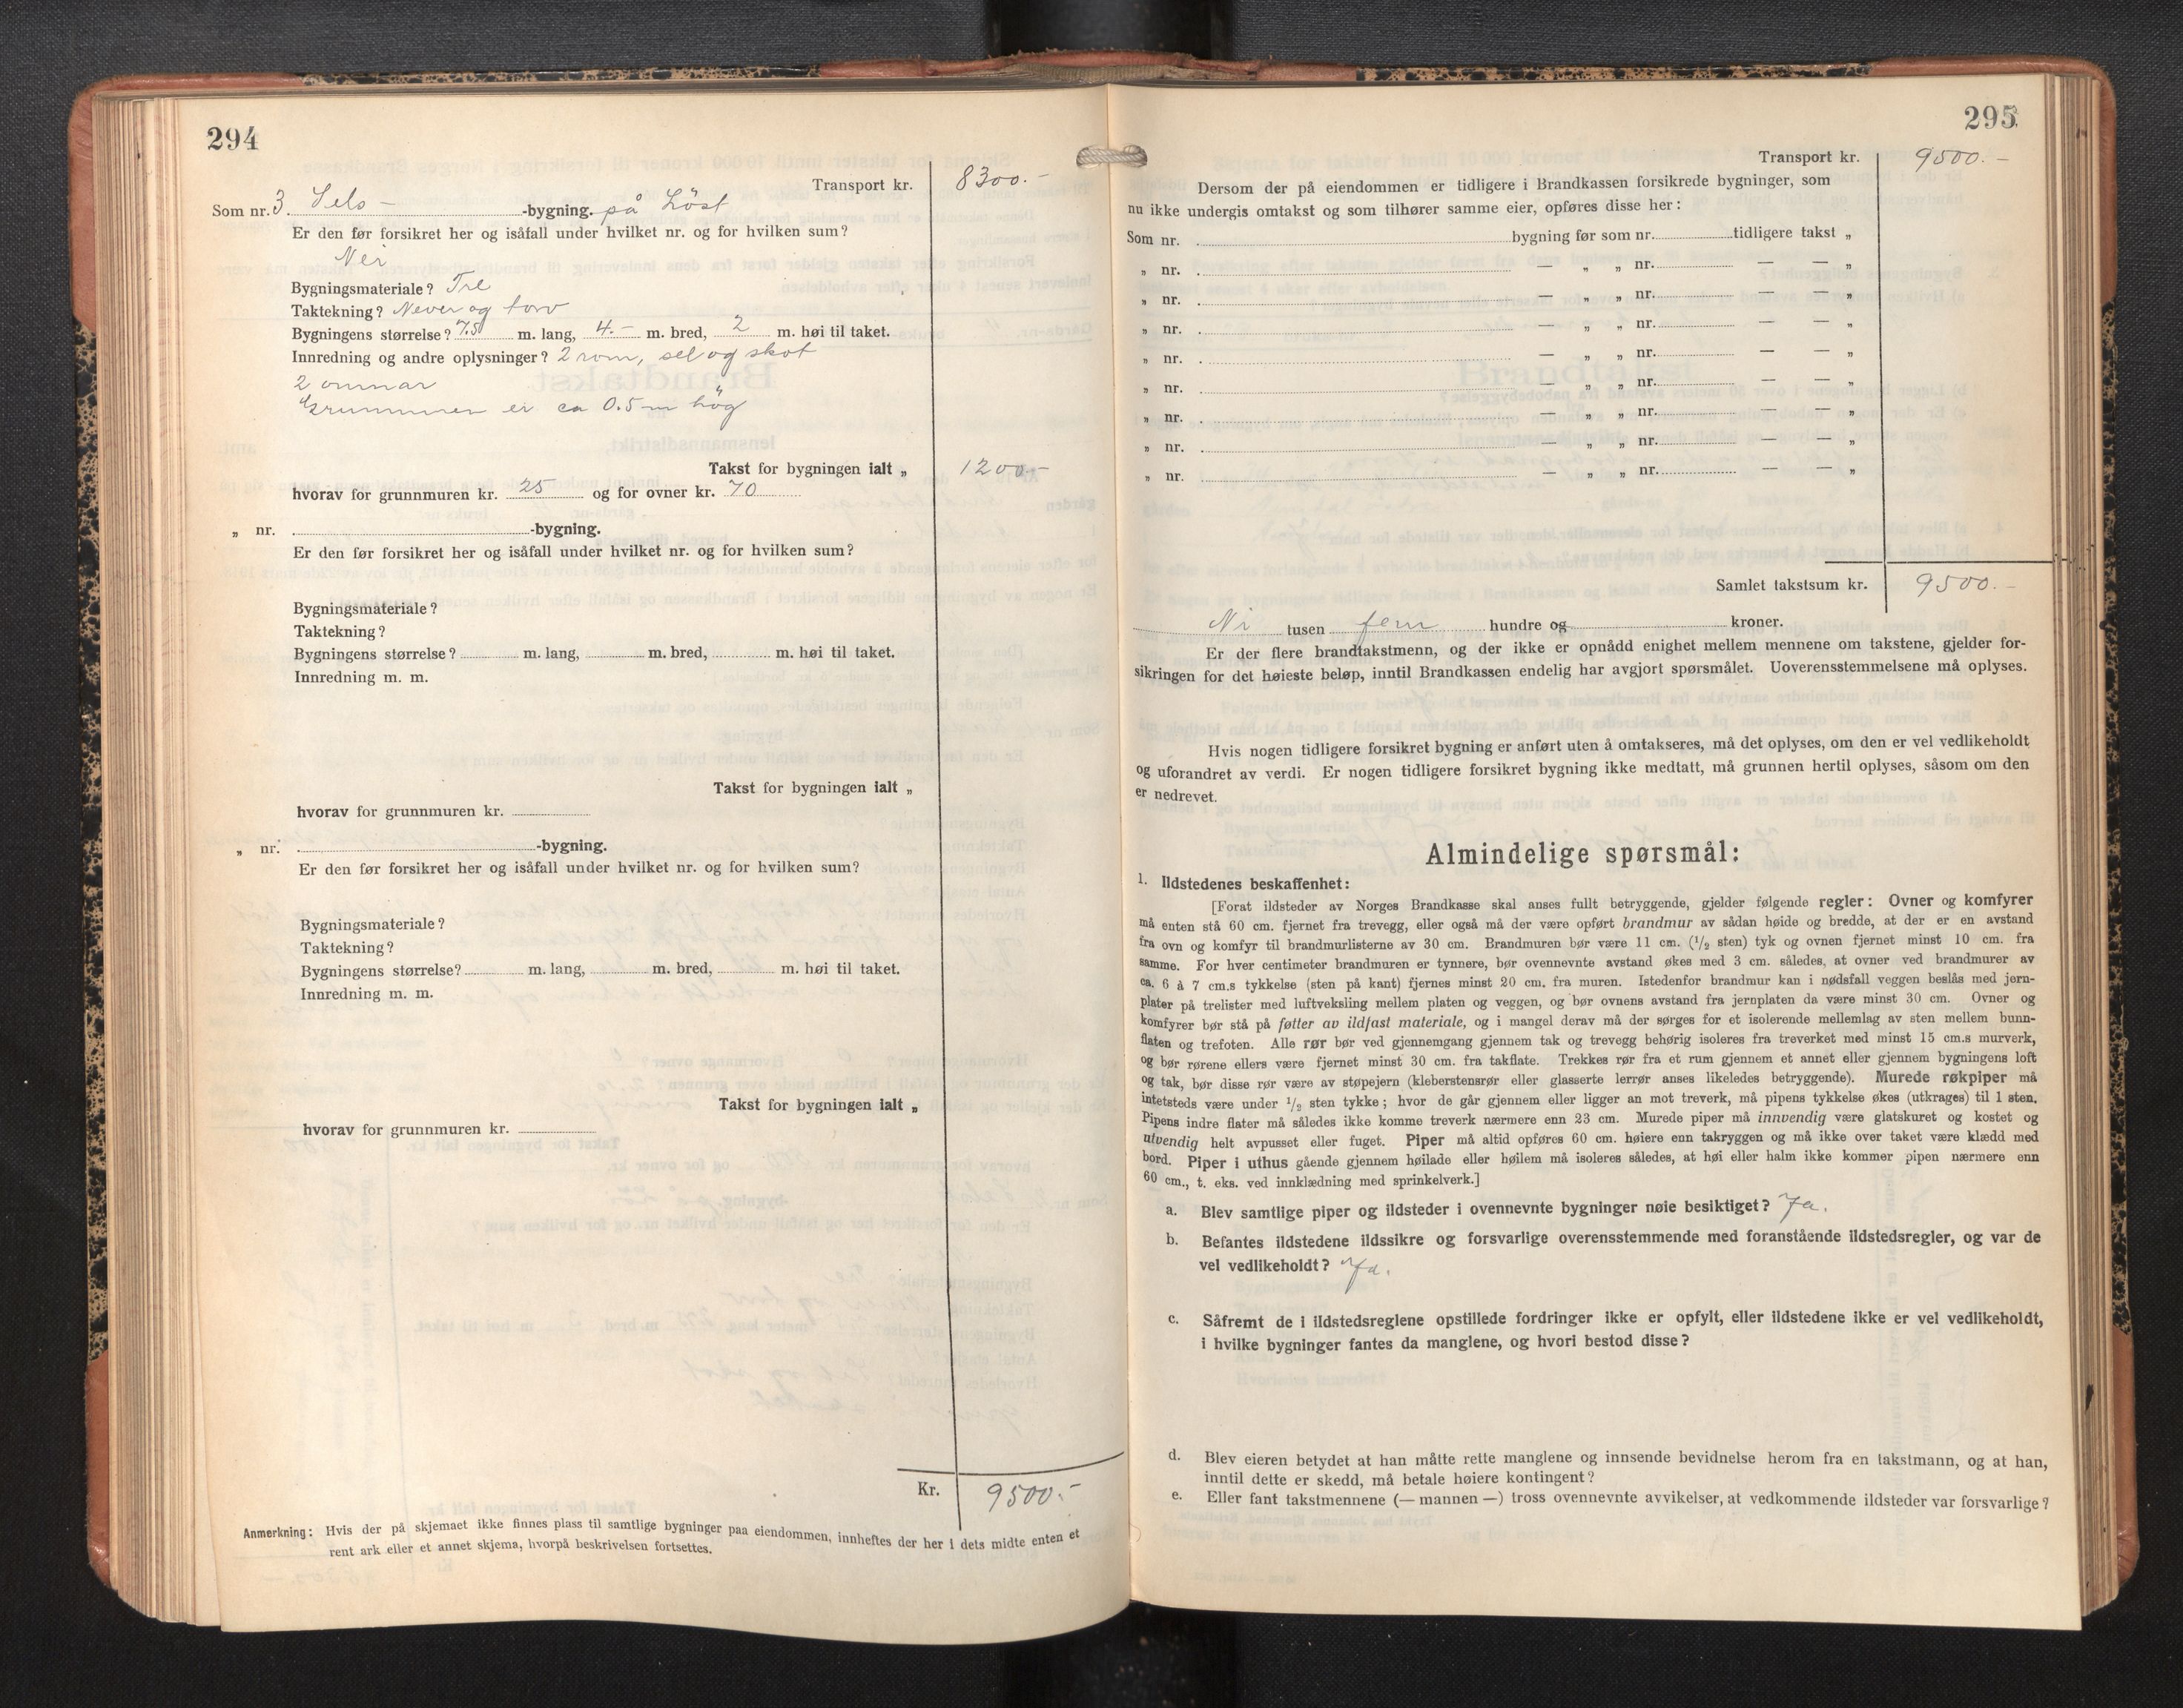 294
Transport kr. 8300.-
Som nr. 3. Sels- -bygning. på Löst
Er den før forsikret her og isåfall under hvilket nr. og for hvilken sum?
Nei
Bygningsmateriale? Tre
Taktekning? Never og torv
Bygningens størrelse? 7.5 m. lang, 4.- m. bred, 2 m. høi til taket.
Innredning og andre oplysninger? 2 rom, sel og skot
2 omnar
Grunnmuren er ca 0.5 m høg
Takst for bygningen ialt „ 1200.-
hvorav for grunnmuren kr. 25 og for ovner kr. 70
„ nr. -bygning.
Er den før forsikret her og isåfall under hvilket nr. og for hvilken sum?
Bygningsmateriale?
Taktekning?
Bygningens størrelse? m. lang, m. bred, m. høi til taket.
Innredning m. m.
Takst for bygningen ialt „
hvorav for grunnmuren kr.
„ nr. -bygning.
Er den før forsikret her og isåfall under hvilket nr. og for hvilken sum?
Bygningsmateriale?
Taktekning?
Bygningens størrelse? m. lang, m. bred, m. høi til taket.
Innredning m. m.
Takst for bygningen ialt „
hvorav for grunnmuren kr.
Kr. 9500.-
Anmerkning: Hvis der på skjemaet ikke finnes plass til samtlige bygninger paa eiendommen, innheftes der her i dets midte enten et
rent ark eller et annet skjema, hvorpå beskrivelsen fortsettes.
295
Transport kr. 9500.-
Dersom der på eiendommen er tidligere i Brandkassen forsikrede bygninger, som
nu ikke undergis omtakst og som tilhører samme eier, opføres disse her:
Som nr. bygning før som nr. tidligere takst „
„ nr. — „ „ nr. — — „
„ nr. — „ „ nr. — — „
„ nr. — „ „ nr. — — „
„ nr. — „ „ nr. — — „
„ nr. — „ „ nr. — — „
„ nr. — „ „ nr. — — „
„ nr. — „ „ nr. — — „
„ nr. — „ „ nr. — — „
Samlet takstsum kr. 9500.-
Ni tusen fem hundre og kroner.
Er der flere brandtakstmenn, og der ikke er opnådd enighet mellem mennene om takstene, gjelder for-
sikringen for det høieste beløp, inntil Brandkassen endelig har avgjort spørsmålet. Uoverensstemmelsene må oplyses.
Hvis nogen tidligere forsikret bygning er anført uten å omtakseres, må det oplyses, om den er vel vedlikeholdt
og uforandret av verdi. Er nogen tidligere forsikret bygning ikke medtatt, må grunnen hertil oplyses, såsom om den
er nedrevet.
Almindelige spørsmål:
1. Ildstedenes beskaffenhet:
[Forat ildsteder av Norges Brandkasse skal anses fullt betryggende, gjelder følgende regler: Ovner og komfyrer
må enten stå 60 cm. fjernet fra trevegg, eller også må der være opført brandmur av sådan høide og bredde, at der er en avstand
fra ovn og komfyr til brandmurlisterne av 30 cm. Brandmuren bør være 11 cm. (1/2 sten) tyk og ovnen fjernet minst 10 cm. fra
samme. For hver centimeter brandmuren er tynnere, bør ovennevnte avstand økes med 3 cm. således, at ovner ved brandmurer av
ca. 6 à 7 cm.s tykkelse (sten på kant) fjernes minst 20 cm. fra muren. Istedenfor brandmur kan i nødsfall veggen beslås med jern-
plater på trelister med luftveksling mellem platen og veggen, og bør ovnens avstand fra jernplaten da være minst 30 cm. Ovner og
komfyrer bør stå på føtter av ildfast materiale, og i mangel derav må der sørges for et isolerende mellemlag av sten mellem bunn-
flaten og trefoten. Alle rør bør ved gjennemgang gjennem tak og trevegg behørig isoleres fra treverket med minst 15 cm.s murverk,
og bør rørene ellers være fjernet minst 30 cm. fra takflate. Trekkes rør fra et rum gjennem et annet eller gjennem bygningens loft
og tak, bør disse rør være av støpejern (kleberstensrør eller glasserte lerrør anses likeledes betryggende). Murede røkpiper må
intetsteds være under 1/2 sten tykke; hvor de går gjennem eller ligger an mot treverk, må pipens tykkelse økes (utkrages) til 1 sten.
Pipens indre flater må således ikke komme treverk nærmere enn 23 cm. Murede piper må innvendig være glatskuret og kostet og
utvendig helt avpusset eller fuget. Piper må altid opføres 60 cm. høiere enn takryggen og må ikke over taket være klædd med
bord. Piper i uthus gående gjennem høilade eller høilem må isoleres således, at høi eller halm ikke kommer pipen nærmere enn
60 cm., t. eks. ved innklædning med sprinkelverk.]
a. Blev samtlige piper og ildsteder i ovennevnte bygninger nøie besiktiget? Ja.
b. Befantes ildstedene ildssikre og forsvarlige overensstemmende med foranstående ildstedsregler, og var de
vel vedlikeholdt? Ja.
c. Såfremt de i ildstedsreglene opstillede fordringer ikke er opfylt, eller ildstedene ikke er vel vedlikeholdt,
i hvilke bygninger fantes da manglene, og hvori bestod disse?
d. Blev eieren betydet at han måtte rette manglene og innsende bevidnelse herom fra en takstmann, og at han,
inntil dette er skedd, må betale høiere kontingent?
e. Eller fant takstmennene (— mannen —) tross ovennevnte avvikelser, at vedkommende ildsteder var forsvarlige?